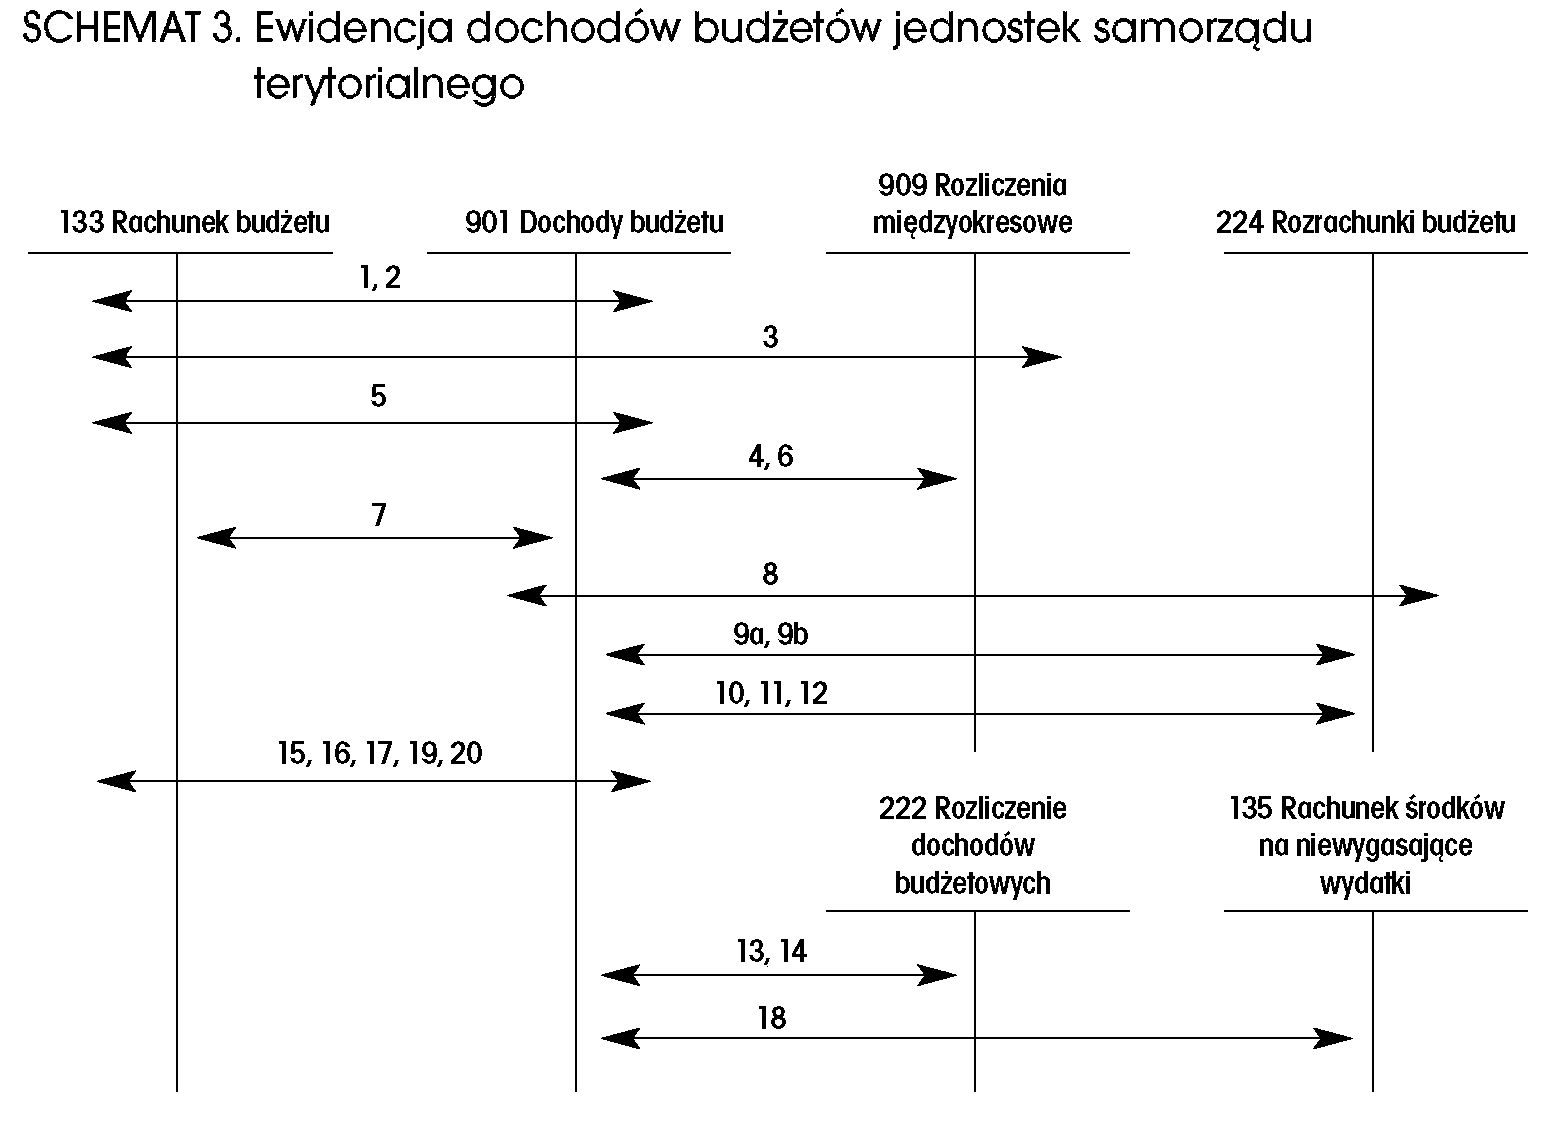 SCHEMAT 3. Ewidencja dochodów budżetów jednostek samorządu
terytorialnego
909 Rozliczenia
133 Rachunek budżetu 901 Dochody budżetu międzyokresowe 224 Rozrachunki budżetu
1, 2
3
5
4, 6
7
8
9a, 9b
10, 11, 12
15, 16, 17, 19, 20
222 Rozliczenie 135 Rachunek środków
dochodów na niewygasające
budżetowych wydatki
13, 14
18